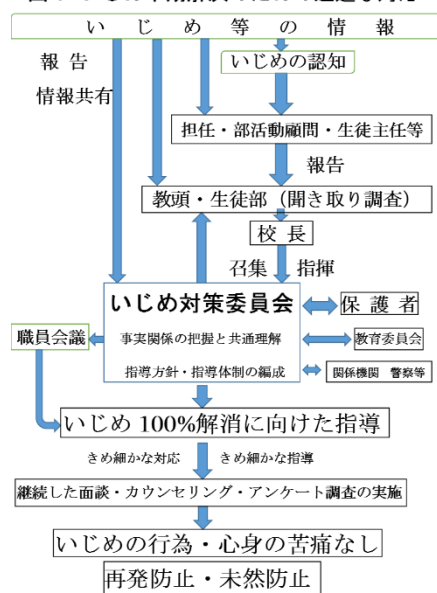 い じ め 等 の 情 報
報 告
いじめの認知
情報共有
担任・部活動顧問・生徒主任等
報告
教頭・生徒部（聞き取り調査）
校 長
召集 指揮
いじめ対策委員会
保 護 者
職員会議
事実関係の把握と共通理解
教育委員会
指導方針・指導体制の編成
関係機関 警察等
いじめ 100%解消に向けた指導
きめ細かな対応 きめ細かな指導
継続した面談・カウンセリング・アンケート調査の実施
いじめの行為・心身の苦痛なし
再発防止・未然防止